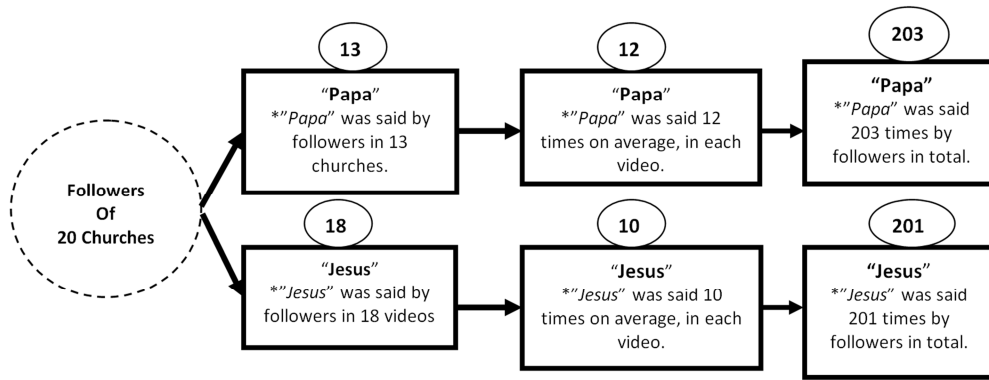 13
12
203
“Papa”
*”Papa” was said by
followers in 13
churches.
“Papa”
*”Papa” was said 12
times on average, in each
video.
“Papa”
*”Papa” was said
203 times by
followers in total.
Followers
Of
20 Churches
18
10
201
“Jesus”
*”Jesus” was said by
followers in 18 videos
“Jesus”
*”Jesus” was said 10
times on average, in each
video.
“Jesus”
*”Jesus” was said
201 times by
followers in total.